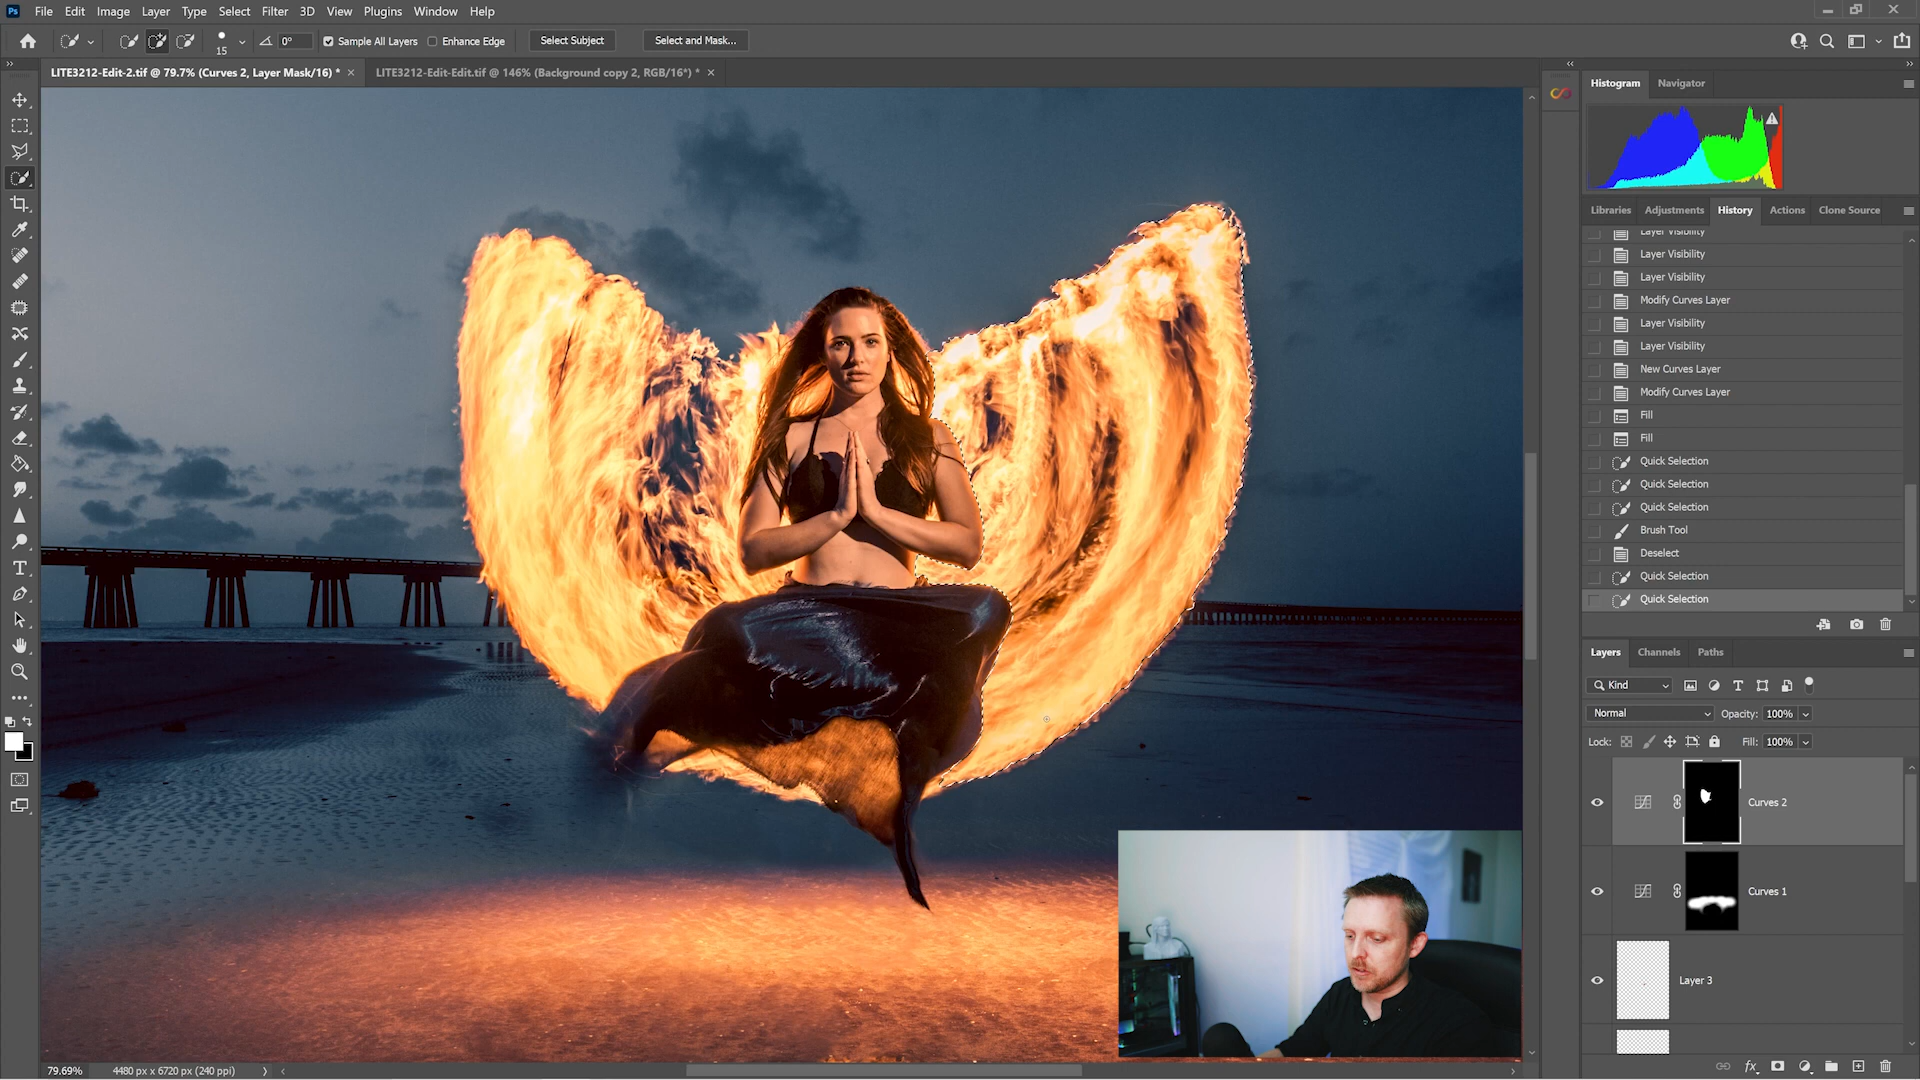 Ps File Edit Image Layer Type Select Filter 3D View Plugins Window Help
15 0° Sample All Layers Enhance Edge Select Subject Select and Mask...
LITE3212-Edit-2.tif @ 79.7% (Curves 2, Layer Mask/16) * × LITE3212-Edit-Edit.tif @ 146% (Background copy 2, RGB/16*) * ×
Histogram Navigator
Libraries Adjustments History Actions Clone Source
Layer Visibility
Layer Visibility
Layer Visibility
Modify Curves Layer
Layer Visibility
Layer Visibility
New Curves Layer
Modify Curves Layer
Fill
Fill
Quick Selection
Quick Selection
Quick Selection
Brush Tool
Deselect
Quick Selection
Quick Selection
Layers Channels Paths
Kind
Normal Opacity: 100%
Lock: Fill: 100%
Curves 2
Curves 1
Layer 3
79.69% 4480 px x 6720 px (240 ppi)